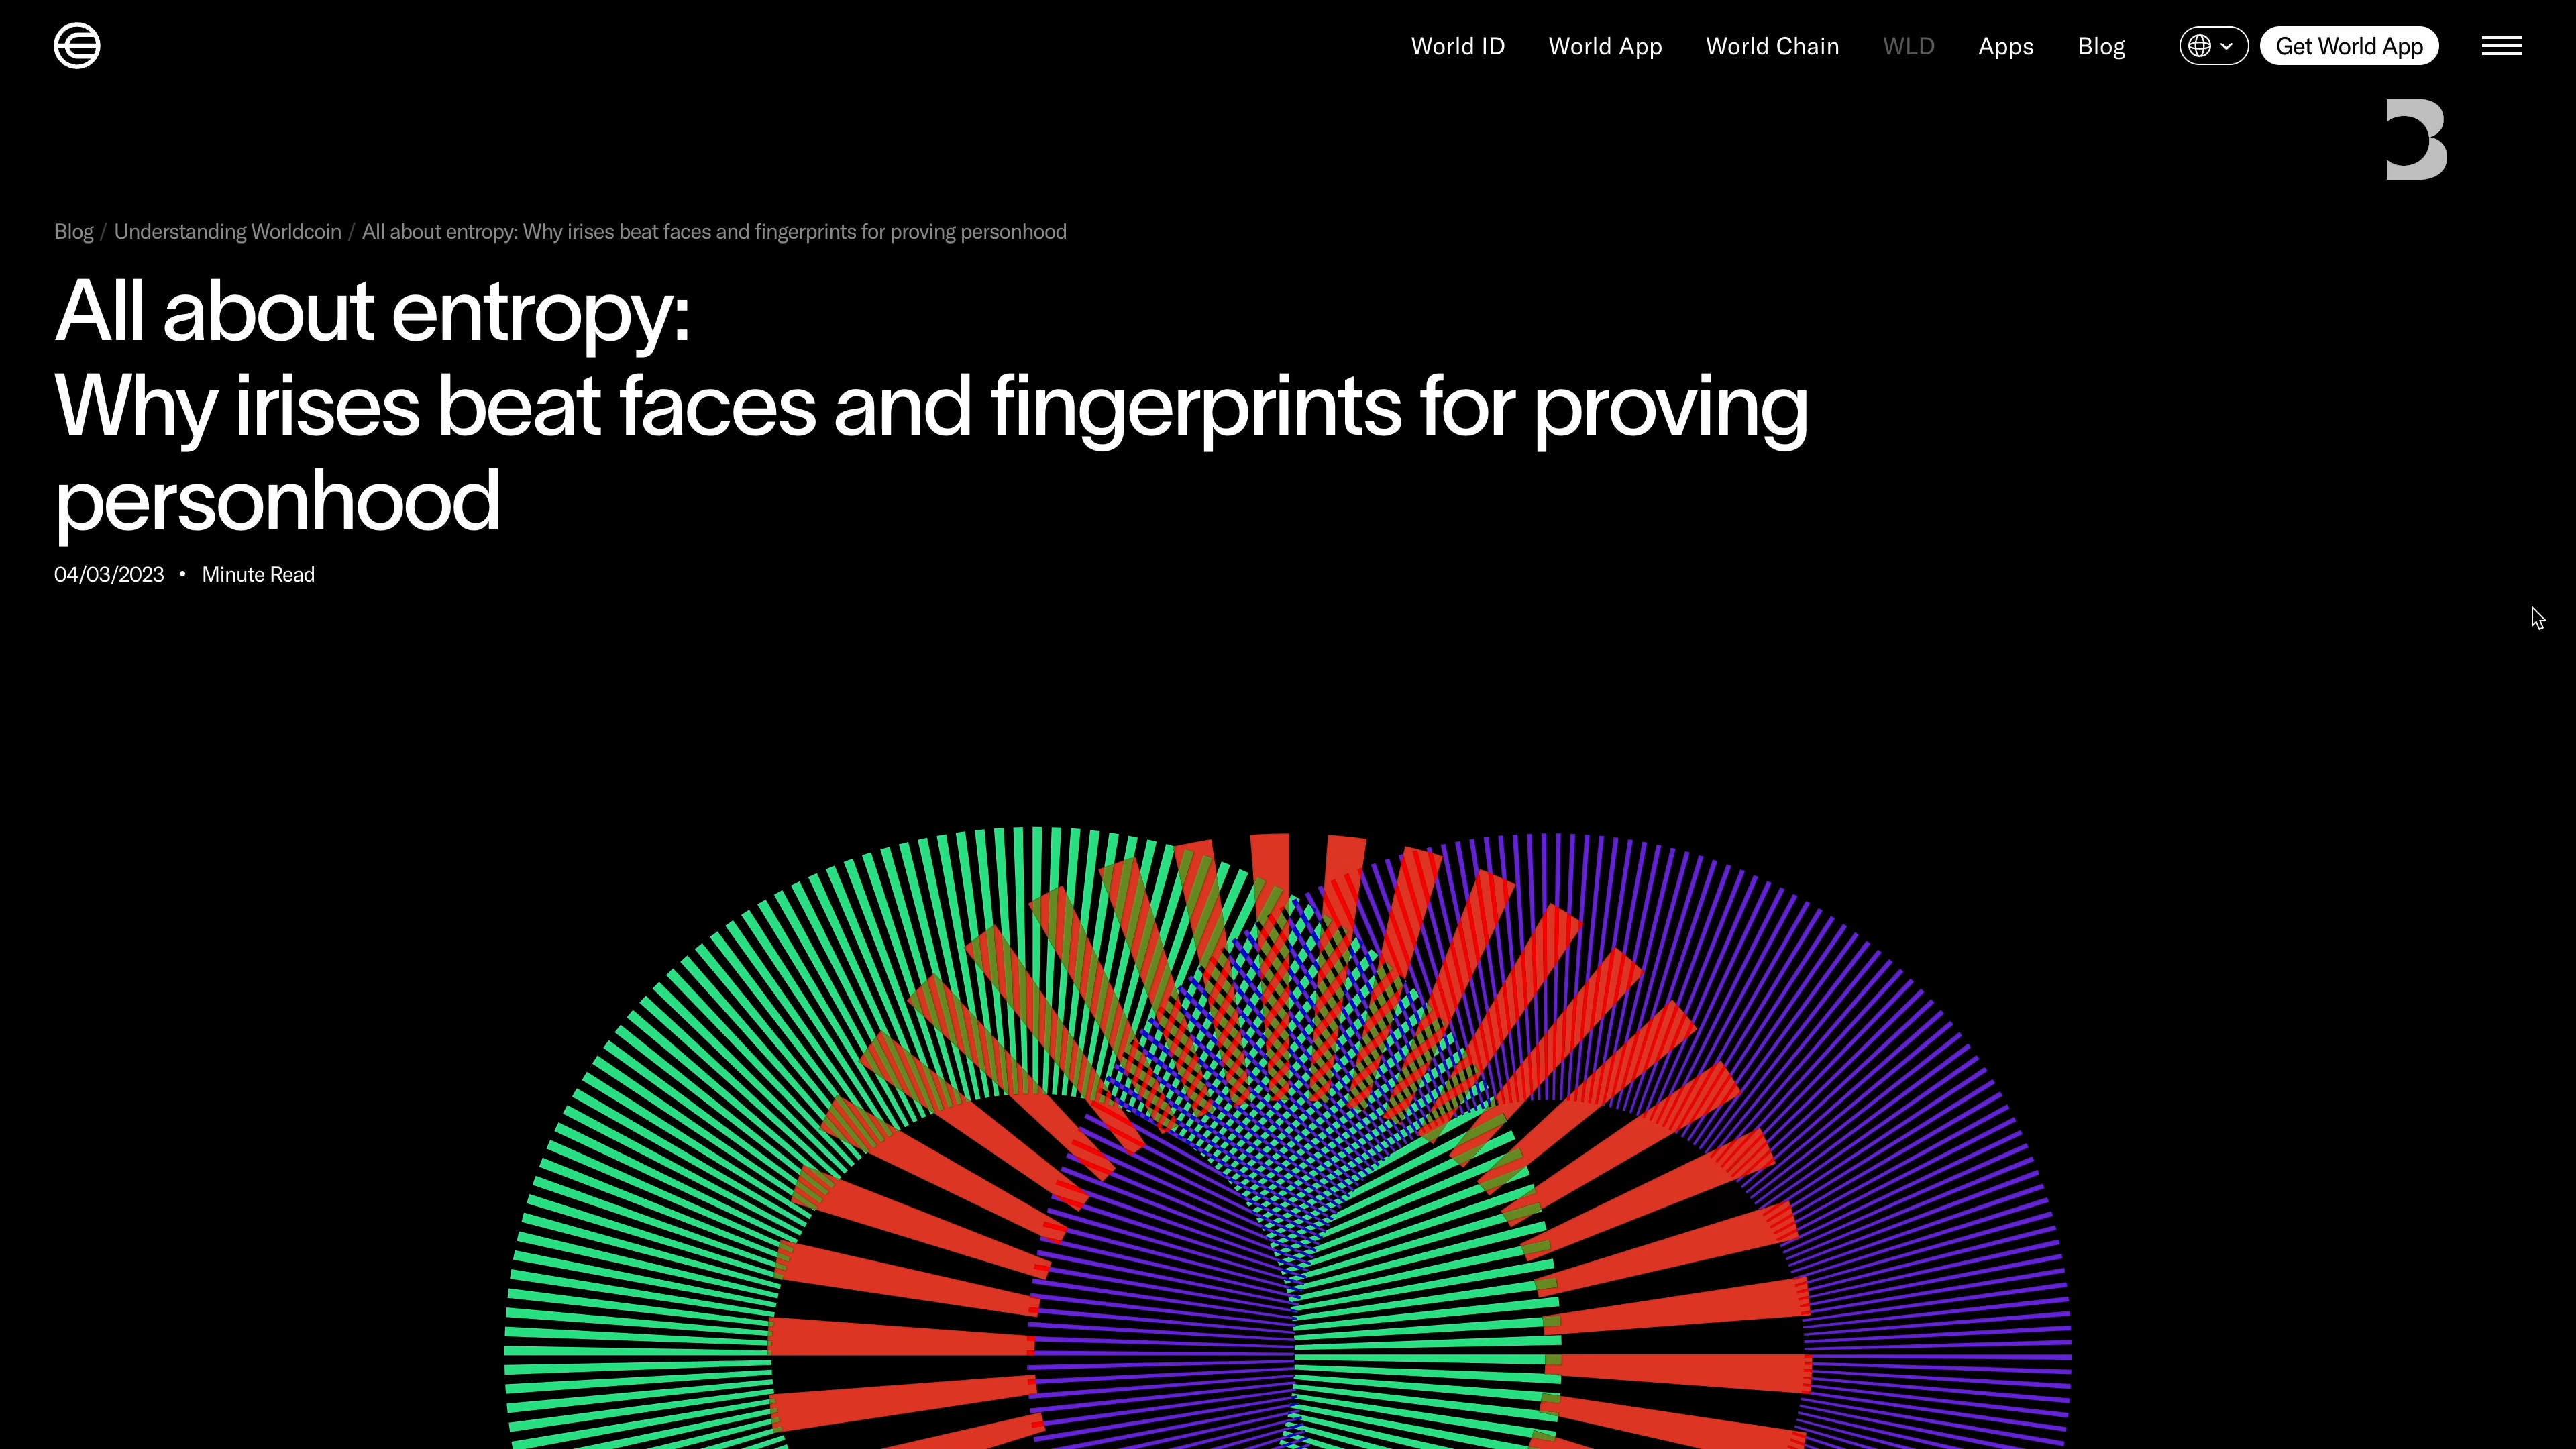 World ID World App World Chain WLD Apps Blog Get World App
Blog / Understanding Worldcoin / All about entropy: Why irises beat faces and fingerprints for proving personhood
All about entropy:
Why irises beat faces and fingerprints for proving
personhood
04/03/2023 • Minute Read